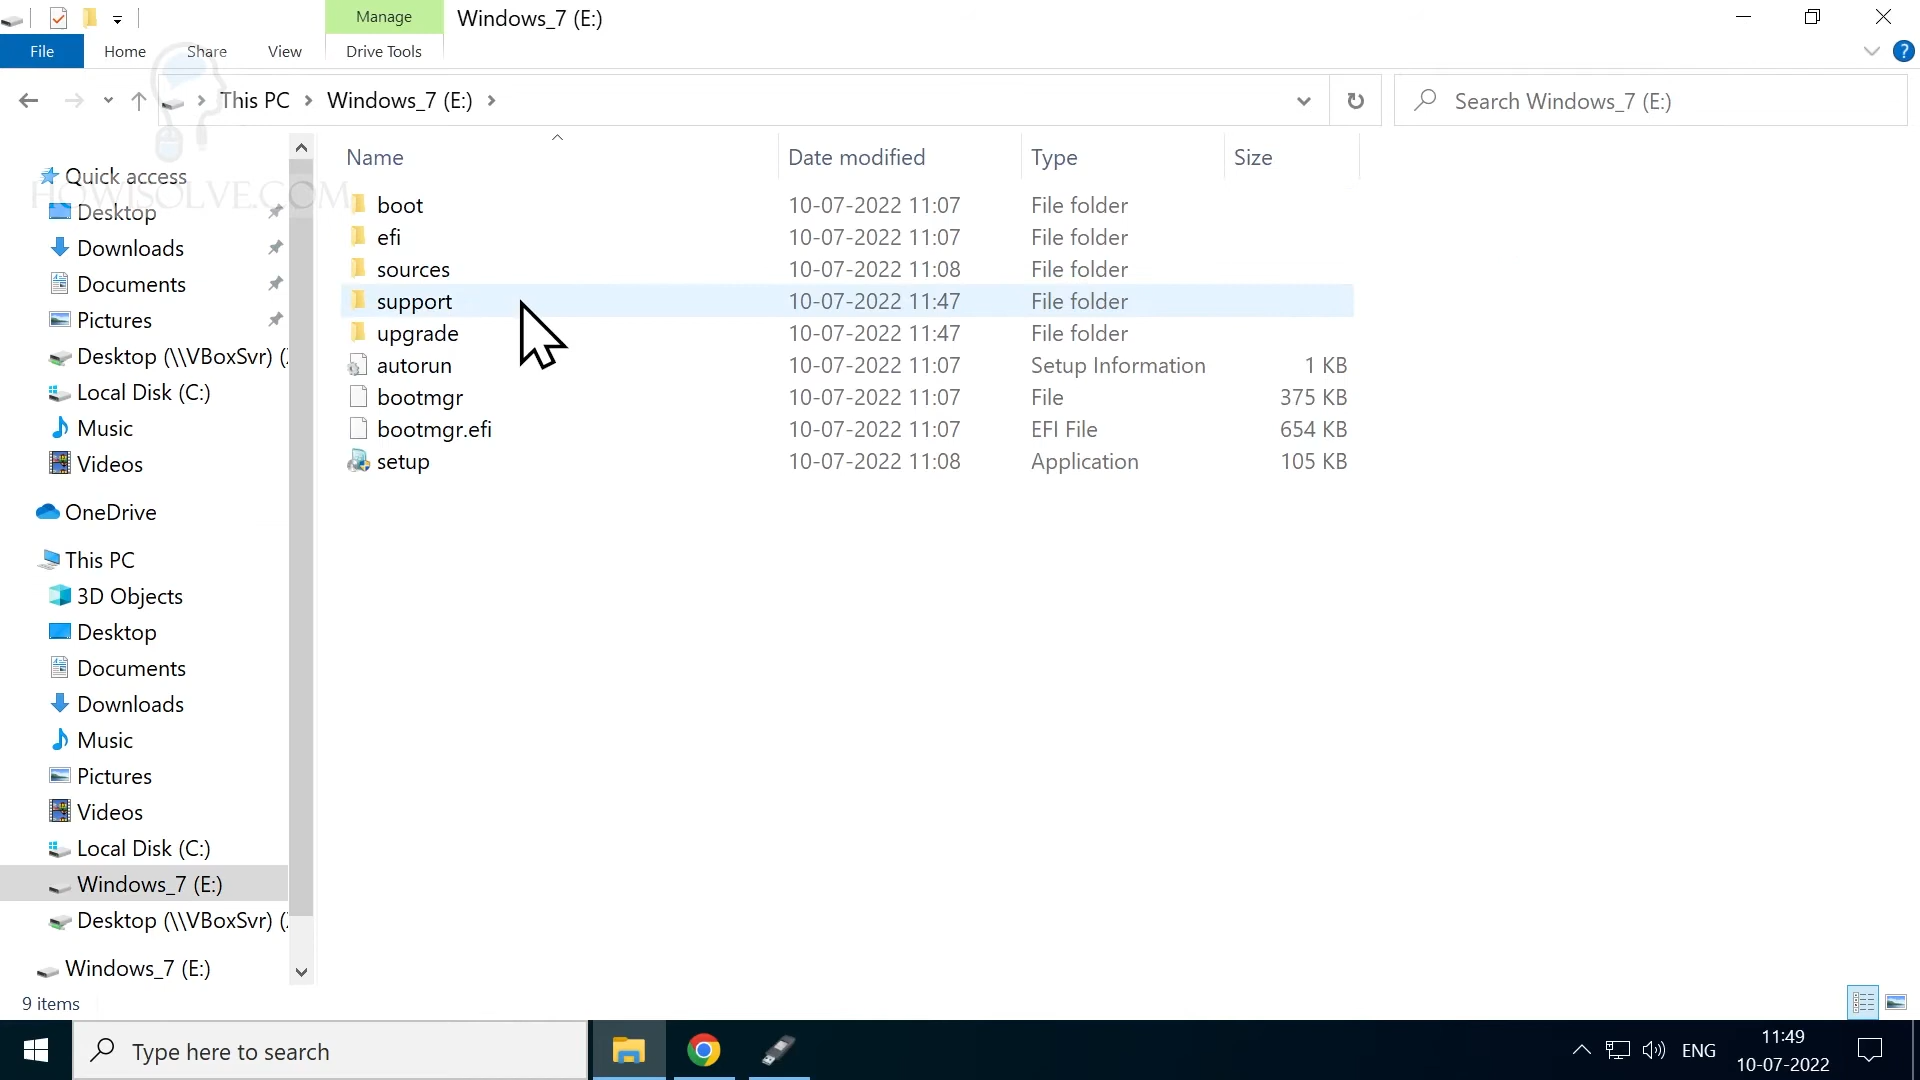 Manage
Windows_7 (E:)
File
Home
Share
View
Drive Tools
?
This PC
Windows_7 (E:)
Search Windows_7 (E:)
HOWISOLVE.COM
Name
Date modified
Type
Size
Quick access
Desktop
Downloads
Documents
Pictures
Desktop (\\VBoxSvr) (
Local Disk (C:)
Music
Videos
OneDrive
This PC
3D Objects
Desktop
Documents
Downloads
Music
Pictures
Videos
Local Disk (C:)
Windows_7 (E:)
Desktop (\\VBoxSvr) (
Windows_7 (E:)
boot 10-07-2022 11:07 File folder
efi 10-07-2022 11:07 File folder
sources 10-07-2022 11:08 File folder
support 10-07-2022 11:47 File folder
upgrade 10-07-2022 11:47 File folder
autorun 10-07-2022 11:07 Setup Information 1 KB
bootmgr 10-07-2022 11:07 File 375 KB
bootmgr.efi 10-07-2022 11:07 EFI File 654 KB
setup 10-07-2022 11:08 Application 105 KB
9 items
Type here to search
ENG
11:49
10-07-2022